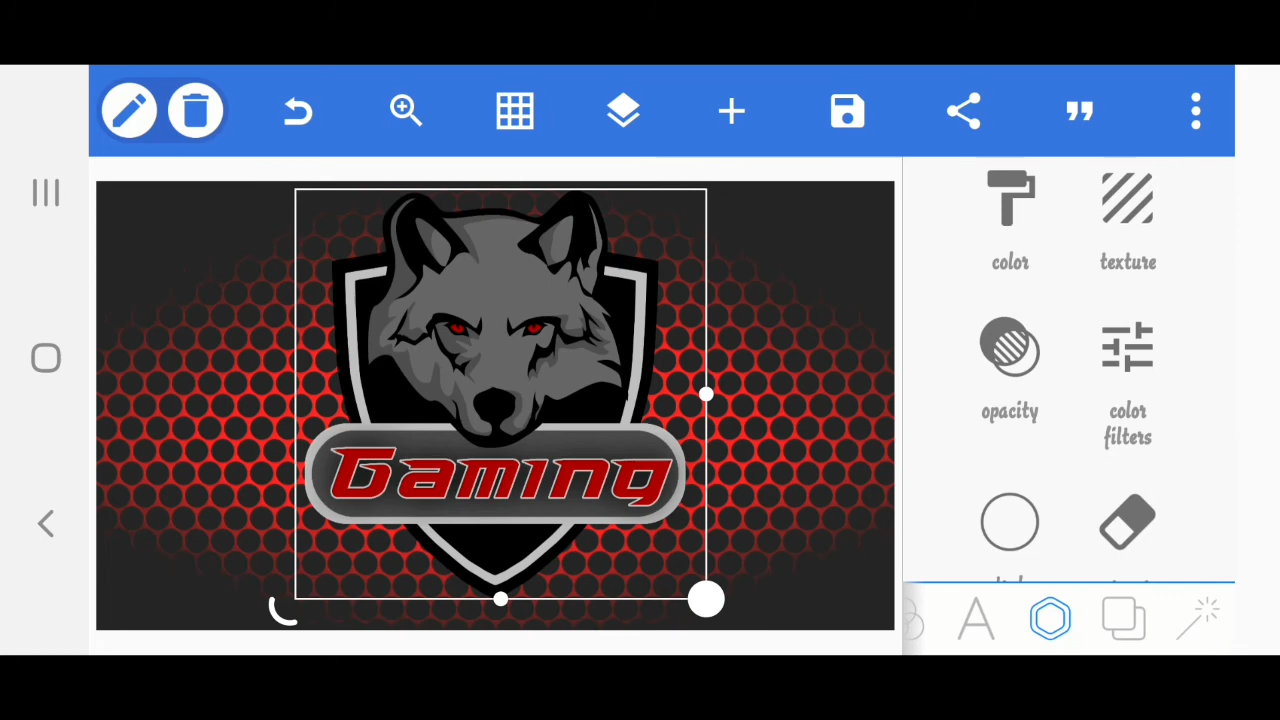 color
texture
Gaming
opacity
color
filters